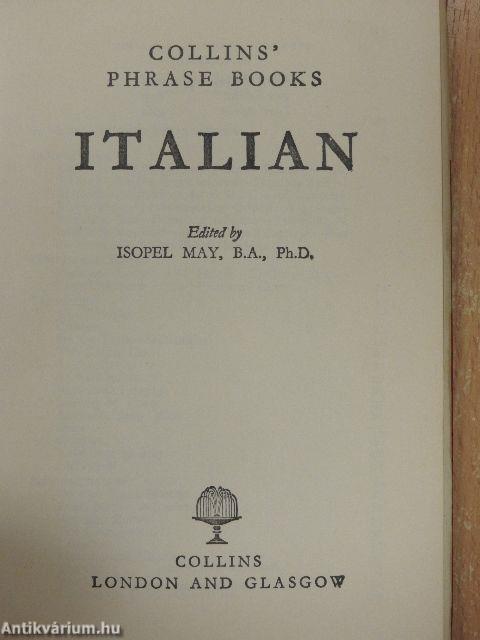 COLLINS'
PHRASE BOOKS
ITALIAN
Edited by
ISOPEL MAY, B.A., Ph.D.
COLLINS
LONDON AND GLASGOW
Antikvárium.hu